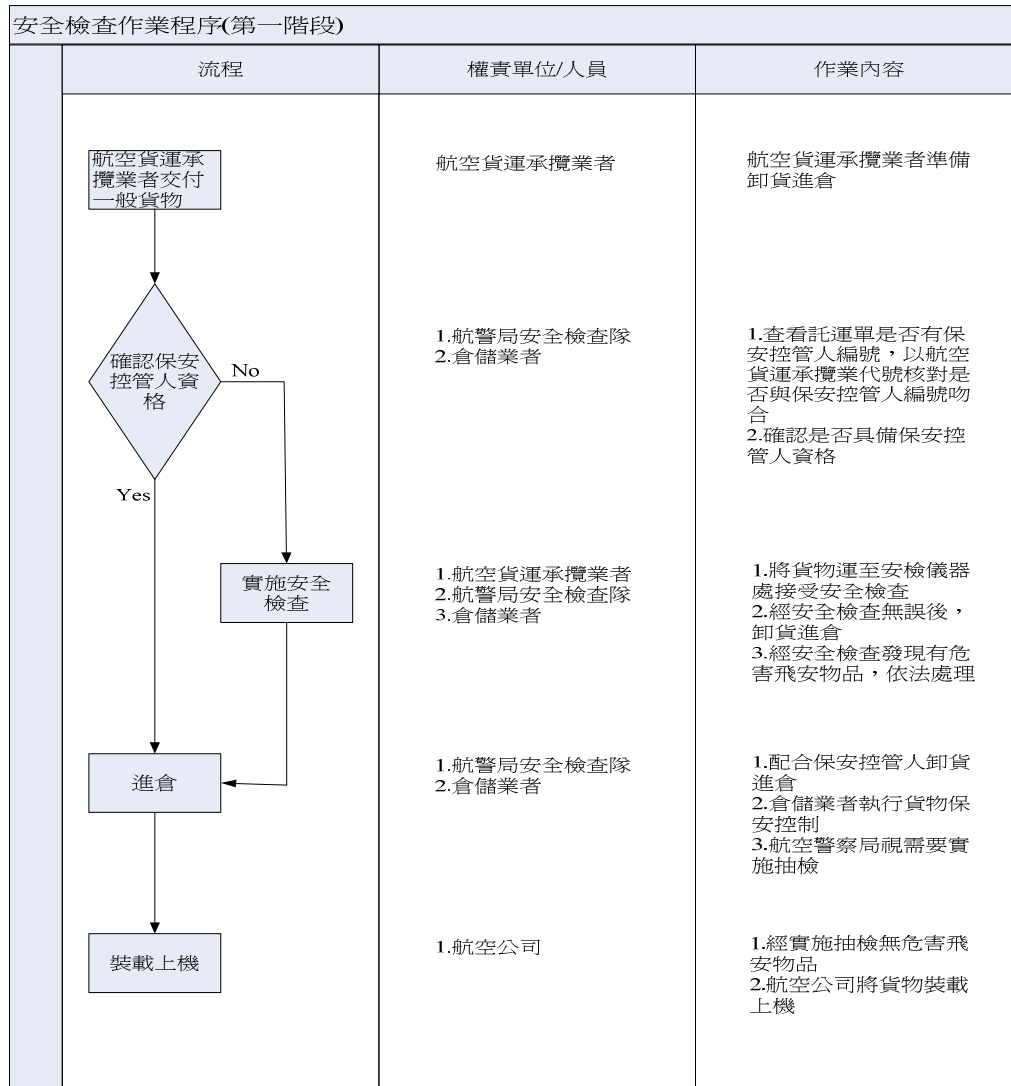 安全檢查作業程序(第一階段)
流程
權責單位/人員
作業內容
航空貨運承
攬業者交付
一般貨物
航空貨運承攬業者
航空貨運承攬業者準備
卸貨進倉
確認保安
控管人資
格
No
Yes
1.航警局安全檢查隊
2.倉儲業者
1.查看託運單是否有保
安控管人編號，以航空
貨運承攬業代號核對是
否與保安控管人編號吻
合
2.確認是否具備保安控
管人資格
實施安全
檢查
1.航空貨運承攬業者
2.航警局安全檢查隊
3.倉儲業者
1.將貨物運至安檢儀器
處接受安全檢查
2.經安全檢查無誤後，
卸貨進倉
3.經安全檢查發現有危
害飛安物品，依法處理
進倉
1.航警局安全檢查隊
2.倉儲業者
1.配合保安控管人卸貨
進倉
2.倉儲業者執行貨物保
安控制
3.航空警察局視需要實
施抽檢
裝載上機
1.航空公司
1.經實施抽檢無危害飛
安物品
2.航空公司將貨物裝載
上機